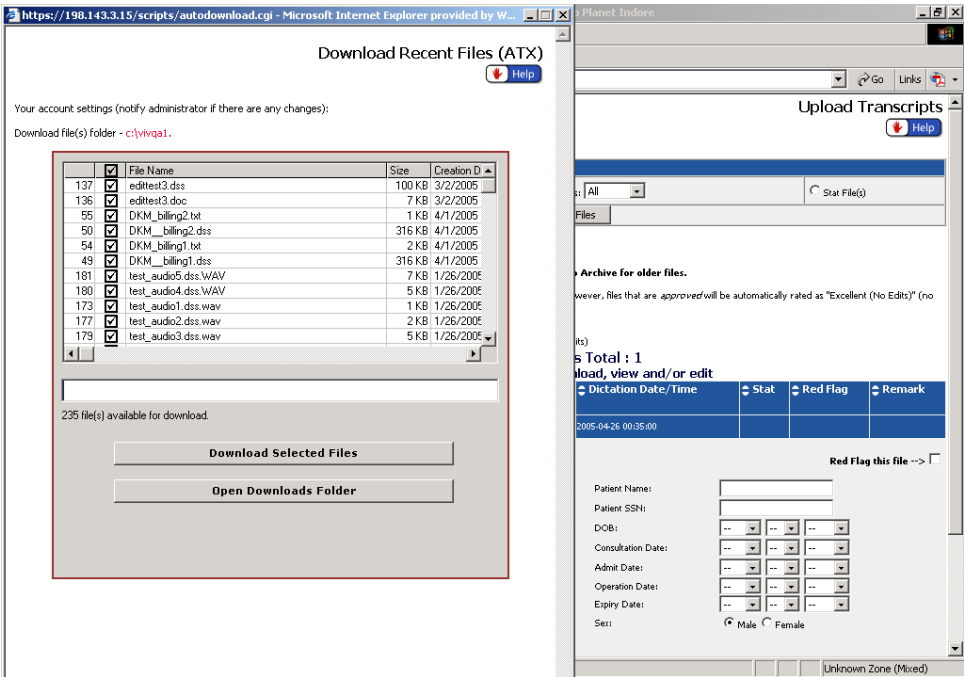 https://198.143.3.15/scripts/autodownload.cgi - Microsoft Internet Explorer provided by W...
Download Recent Files (ATX)
Help
Your account settings (notify administrator if there are any changes):
Download file(s) folder - c:\vivqa1.
File Name Size Creation D
137 edittest3.dss 100 KB 3/2/2005
136 edittest3.doc 7 KB 3/2/2005
55 DKM_billing2.txt 1 KB 4/1/2005
50 DKM__billing2.dss 316 KB 4/1/2005
54 DKM_billing1.txt 2 KB 4/1/2005
49 DKM__billing1.dss 316 KB 4/1/2005
181 test_audio5.dss.WAV 7 KB 1/26/2005
180 test_audio4.dss.WAV 5 KB 1/26/2005
173 test_audio1.dss.wav 1 KB 1/26/2005
177 test_audio2.dss.wav 2 KB 1/26/2005
179 test_audio3.dss.wav 5 KB 1/26/2005
235 file(s) available for download.
Download Selected Files
Open Downloads Folder
Planet Indore
Go Links
Upload Transcripts
Help
s: All
Stat File(s)
Files
Archive for older files.
wever, files that are approved will be automatically rated as "Excellent (No Edits)" (no
its)
s Total : 1
load, view and/or edit
Dictation Date/Time Stat Red Flag Remark
2005-04-26 00:35:00
Red Flag this file -->
Patient Name:
Patient SSN:
DOB: -- -- --
Consultation Date: -- -- --
Admit Date: -- -- --
Operation Date: -- -- --
Expiry Date: -- -- --
Sex: Male Female
Unknown Zone (Mixed)